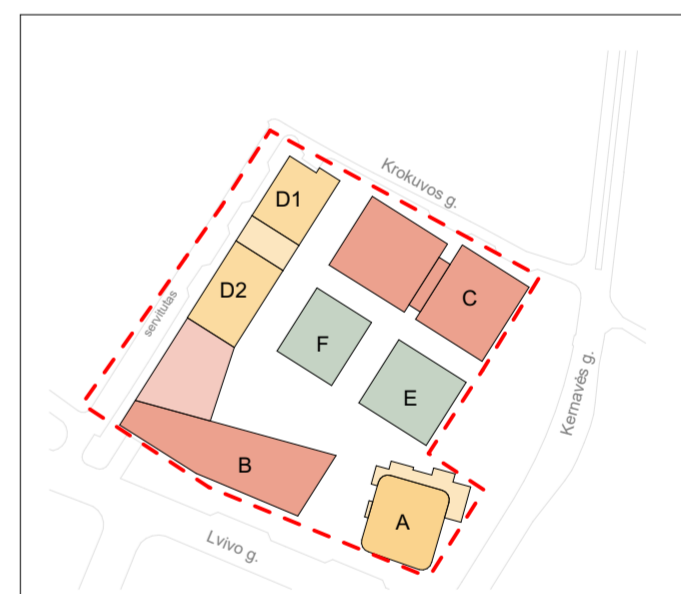 Krokuvos g.
D1
C
D2
servitutas
F
E
Kernavės g.
B
A
Lvivo g.